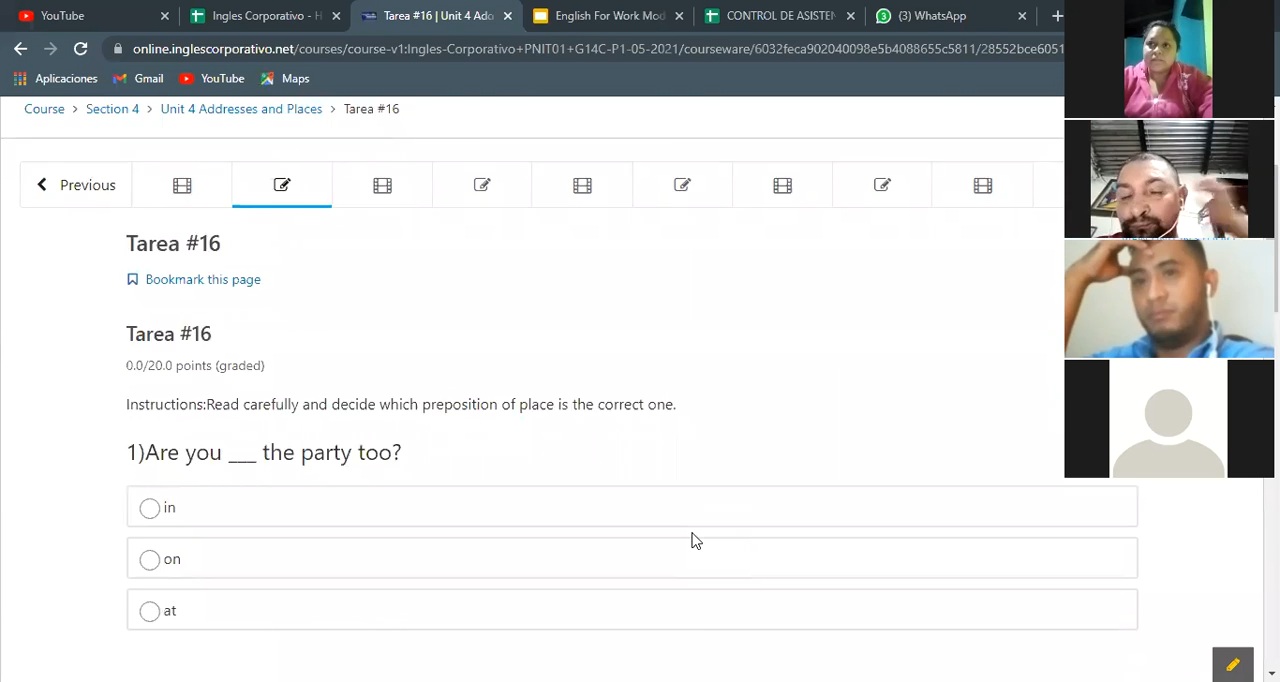 YouTube
Ingles Corporativo - H
Tarea #16 | Unit 4 Add
English For Work Mod
CONTROL DE ASISTEN
(3) WhatsApp
online.inglescorporativo.net/courses/course-v1:Ingles-Corporativo+PNIT01+G14C-P1-05-2021/courseware/6032feca902040098e5b4088655c5811/28552bce6051
Aplicaciones
Gmail
YouTube
Maps
Course > Section 4 > Unit 4 Addresses and Places > Tarea #16
Previous
Tarea #16
Bookmark this page
Tarea #16
0.0/20.0 points (graded)
Instructions:Read carefully and decide which preposition of place is the correct one.
1)Are you ___ the party too?
in
on
at